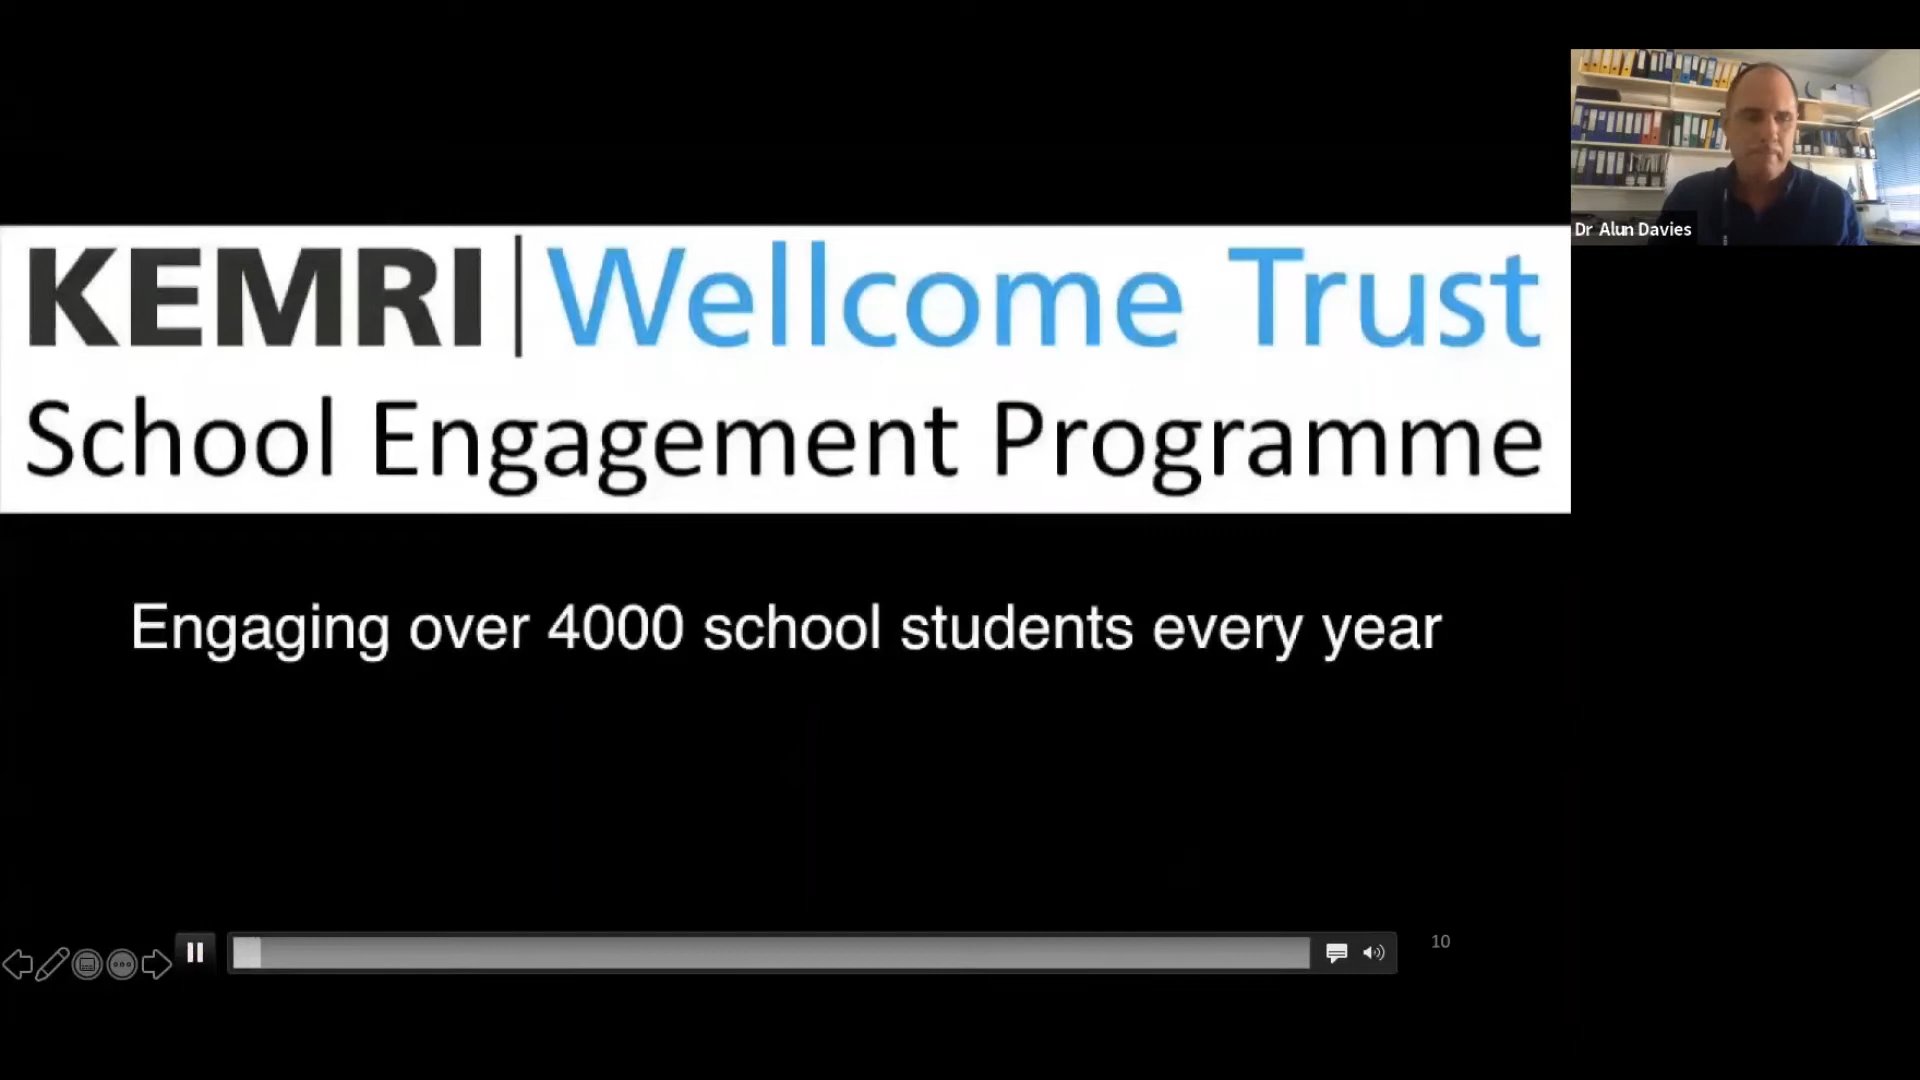 KEMRI | Wellcome Trust
School Engagement Programme
Dr Alun Davies
Engaging over 4000 school students every year
10